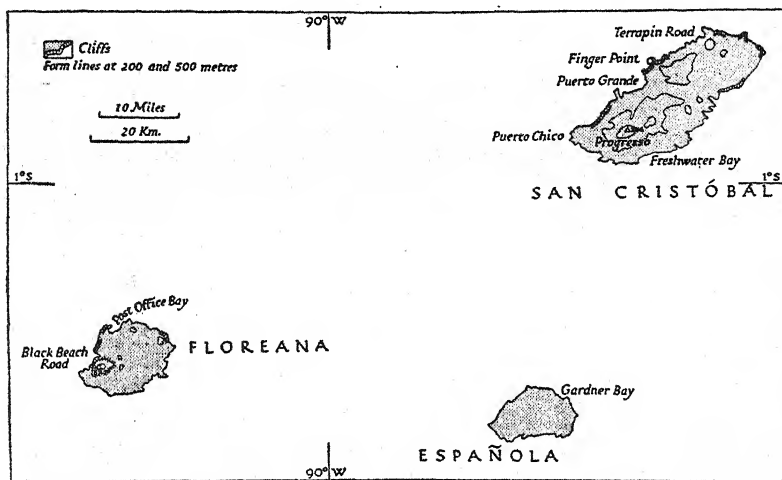 90° W
Cliffs
Form lines at 200 and 500 metres
10 Miles
20 Km.
Terrapin Road
Finger Point
Puerto Grande
Puerto Chico
Progresso
Freshwater Bay
1° S
1° S
SAN CRISTÓBAL
Post Office Bay
Black Beach
Road
FLOREANA
Gardner Bay
ESPAÑOLA
90° W